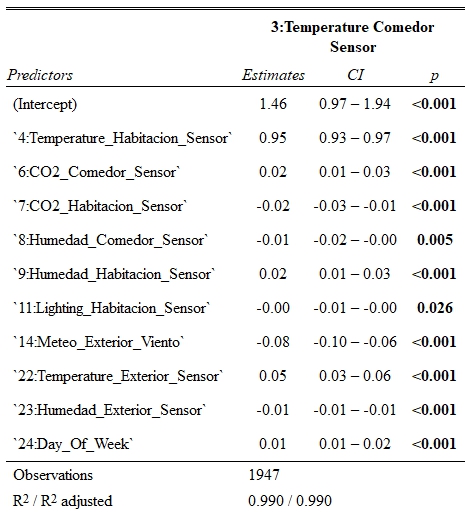 3:Temperature Comedor
Sensor
Predictors Estimates CI p
(Intercept) 1.46 0.97 – 1.94 <0.001
`4:Temperature_Habitacion_Sensor` 0.95 0.93 – 0.97 <0.001
`6:CO2_Comedor_Sensor` 0.02 0.01 – 0.03 <0.001
`7:CO2_Habitacion_Sensor` -0.02 -0.03 – -0.01 <0.001
`8:Humedad_Comedor_Sensor` -0.01 -0.02 – -0.00 0.005
`9:Humedad_Habitacion_Sensor` 0.02 0.01 – 0.03 <0.001
`11:Lighting_Habitacion_Sensor` -0.00 -0.01 – -0.00 0.026
`14:Meteo_Exterior_Viento` -0.08 -0.10 – -0.06 <0.001
`22:Temperature_Exterior_Sensor` 0.05 0.03 – 0.06 <0.001
`23:Humedad_Exterior_Sensor` -0.01 -0.01 – -0.01 <0.001
`24:Day_Of_Week` 0.01 0.01 – 0.02 <0.001
Observations 1947
R2 / R2 adjusted 0.990 / 0.990